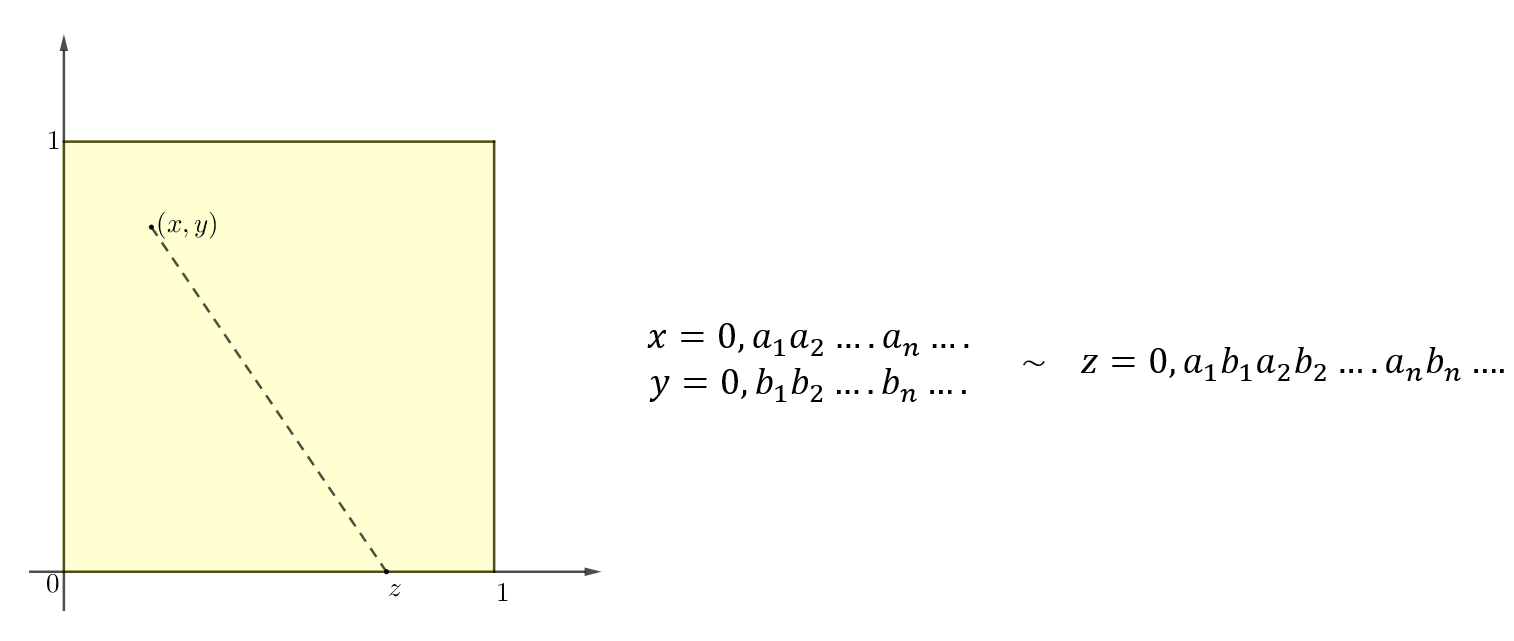 1
(x, y)
0
z
1
x = 0, a₁a₂ …. aₙ ….
y = 0, b₁b₂ …. bₙ ….
~
z = 0, a₁b₁a₂b₂ …. aₙbₙ ….